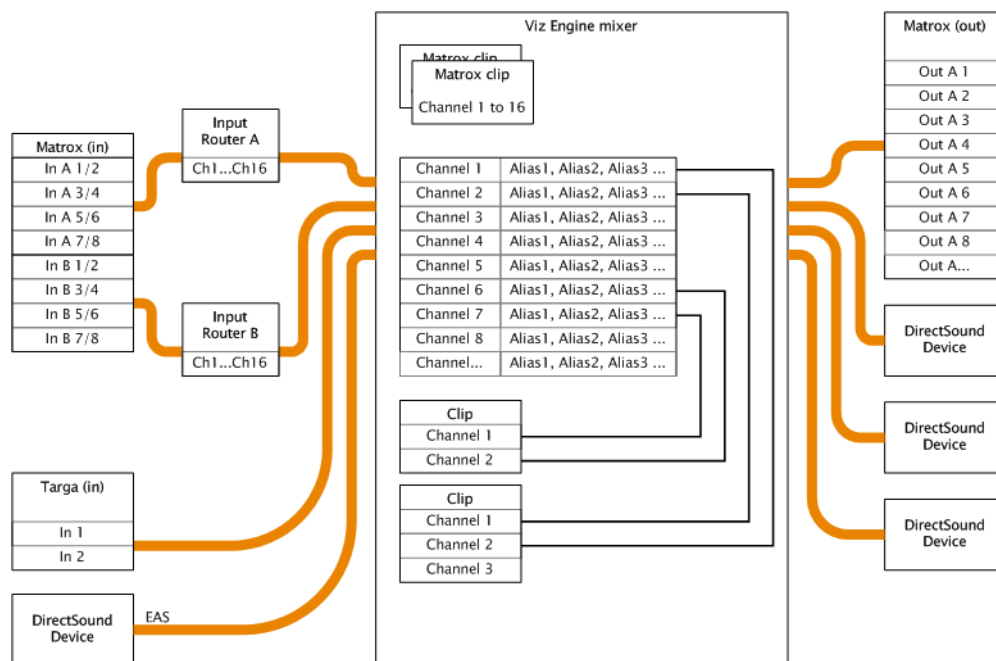 Viz Engine mixer
Matrox clip
Matrox clip
Channel 1 to 16
Matrox (in)
In A 1/2
In A 3/4
In A 5/6
In A 7/8
In B 1/2
In B 3/4
In B 5/6
In B 7/8
Input
Router A
Ch1...Ch16
Input
Router B
Ch1...Ch16
Targa (in)
In 1
In 2
DirectSound
Device
EAS
Channel 1 Alias1, Alias2, Alias3 ...
Channel 2 Alias1, Alias2, Alias3 ...
Channel 3 Alias1, Alias2, Alias3 ...
Channel 4 Alias1, Alias2, Alias3 ...
Channel 5 Alias1, Alias2, Alias3 ...
Channel 6 Alias1, Alias2, Alias3 ...
Channel 7 Alias1, Alias2, Alias3 ...
Channel 8 Alias1, Alias2, Alias3 ...
Channel... Alias1, Alias2, Alias3 ...
Clip
Channel 1
Channel 2
Clip
Channel 1
Channel 2
Channel 3
Matrox (out)
Out A 1
Out A 2
Out A 3
Out A 4
Out A 5
Out A 6
Out A 7
Out A 8
Out A...
DirectSound
Device
DirectSound
Device
DirectSound
Device